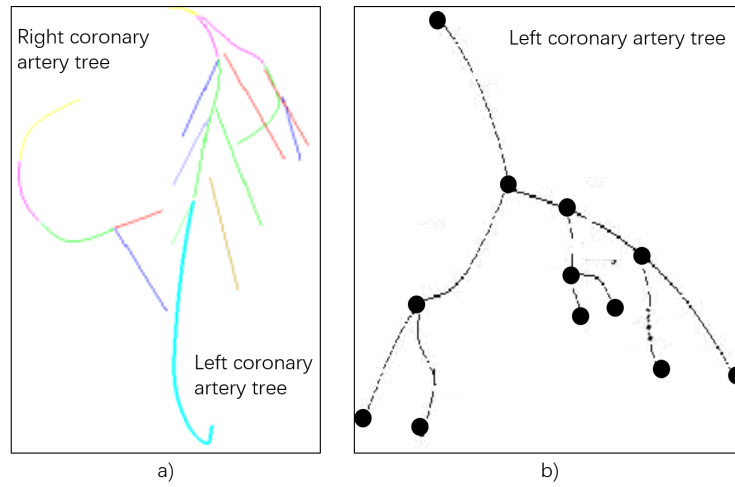 Right coronary
artery tree
Left coronary
artery tree
a)
Left coronary artery tree
b)